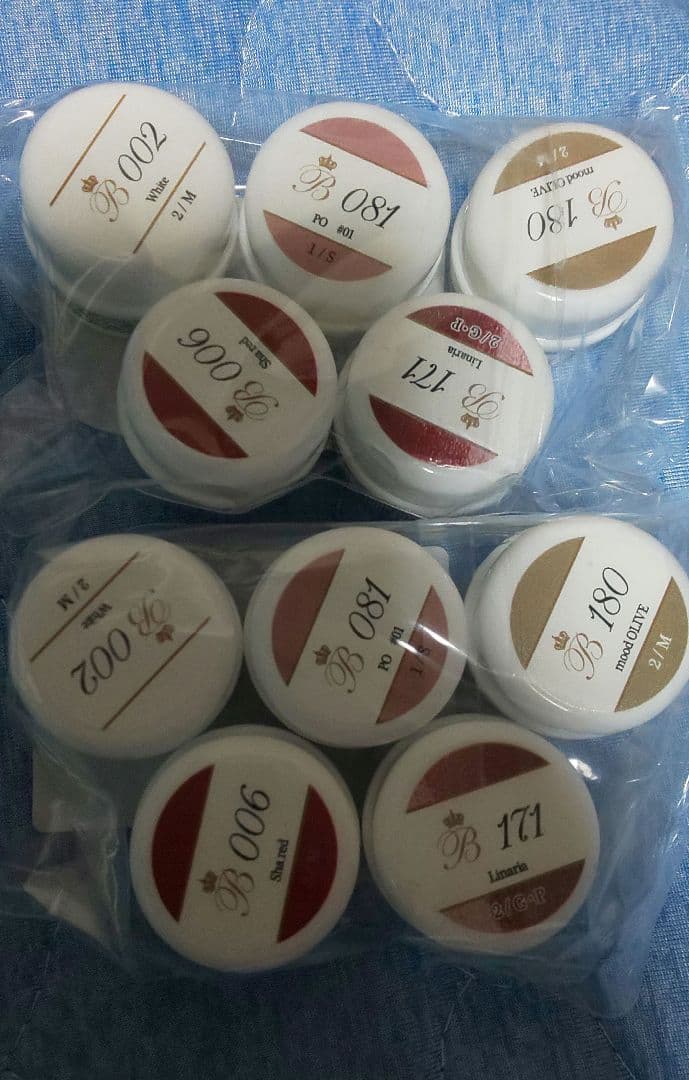 B 002
White
2/M
B 081
PO #01
1/S
B 180
mood OLIVE
2/M
B 006
Sha red
B 171
Linaria
2/G·P
B 002
White
2/M
B 081
PO #01
1/S
B 180
mood OLIVE
2/M
B 006
Sha red
B 171
Linaria
2/G·P